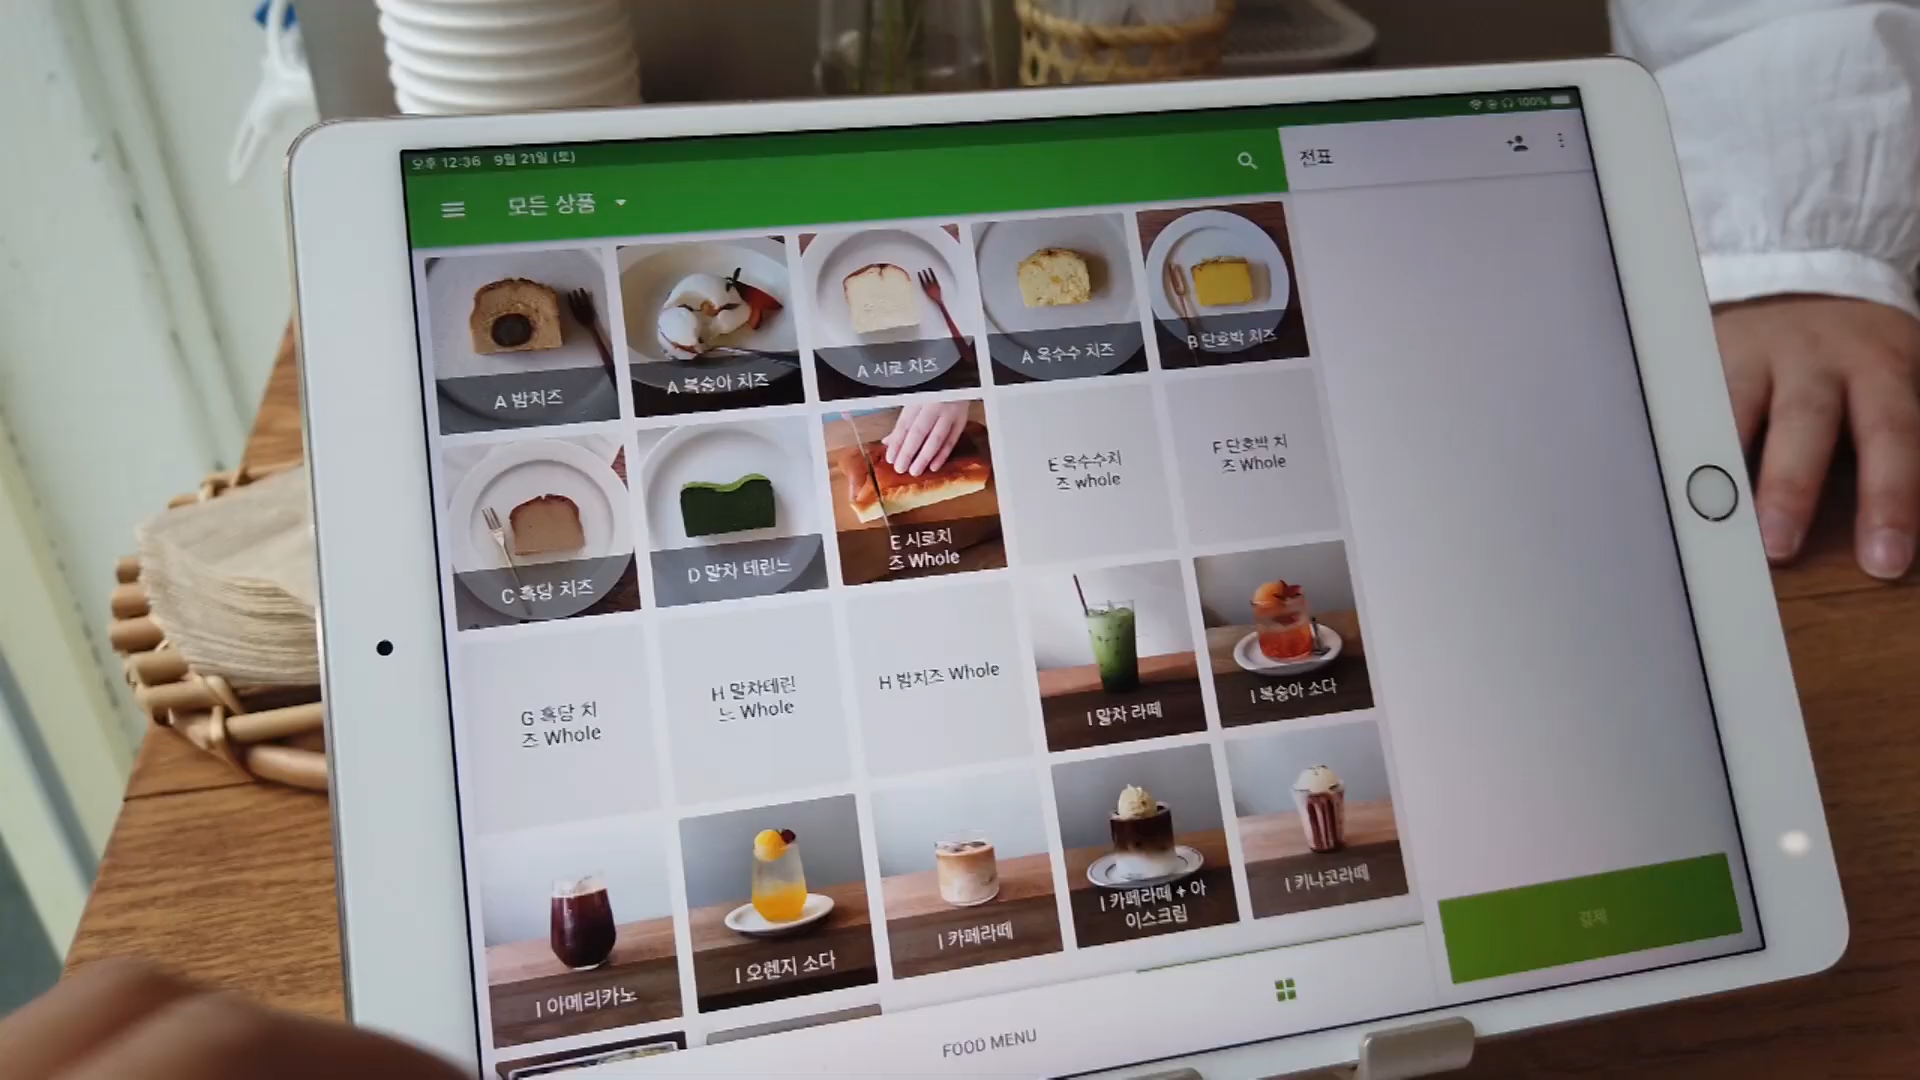 오후 12:36 9월 21일 (토)
100%
모든 상품
전표
A 밤치즈
A 복숭아 치즈
A 시로 치즈
A 옥수수 치즈
B 단호박 치즈
C 흑당 치즈
D 말차 테린느
E 시로치
즈 Whole
E 옥수수치
즈 whole
F 단호박 치
즈 Whole
G 흑당 치
즈 Whole
H 말차테린
느 Whole
H 밤치즈 Whole
I 말차 라떼
I 복숭아 소다
I 아메리카노
I 오렌지 소다
I 카페라떼
I 카페라떼 + 아
이스크림
I 키나코라떼
결제
FOOD MENU